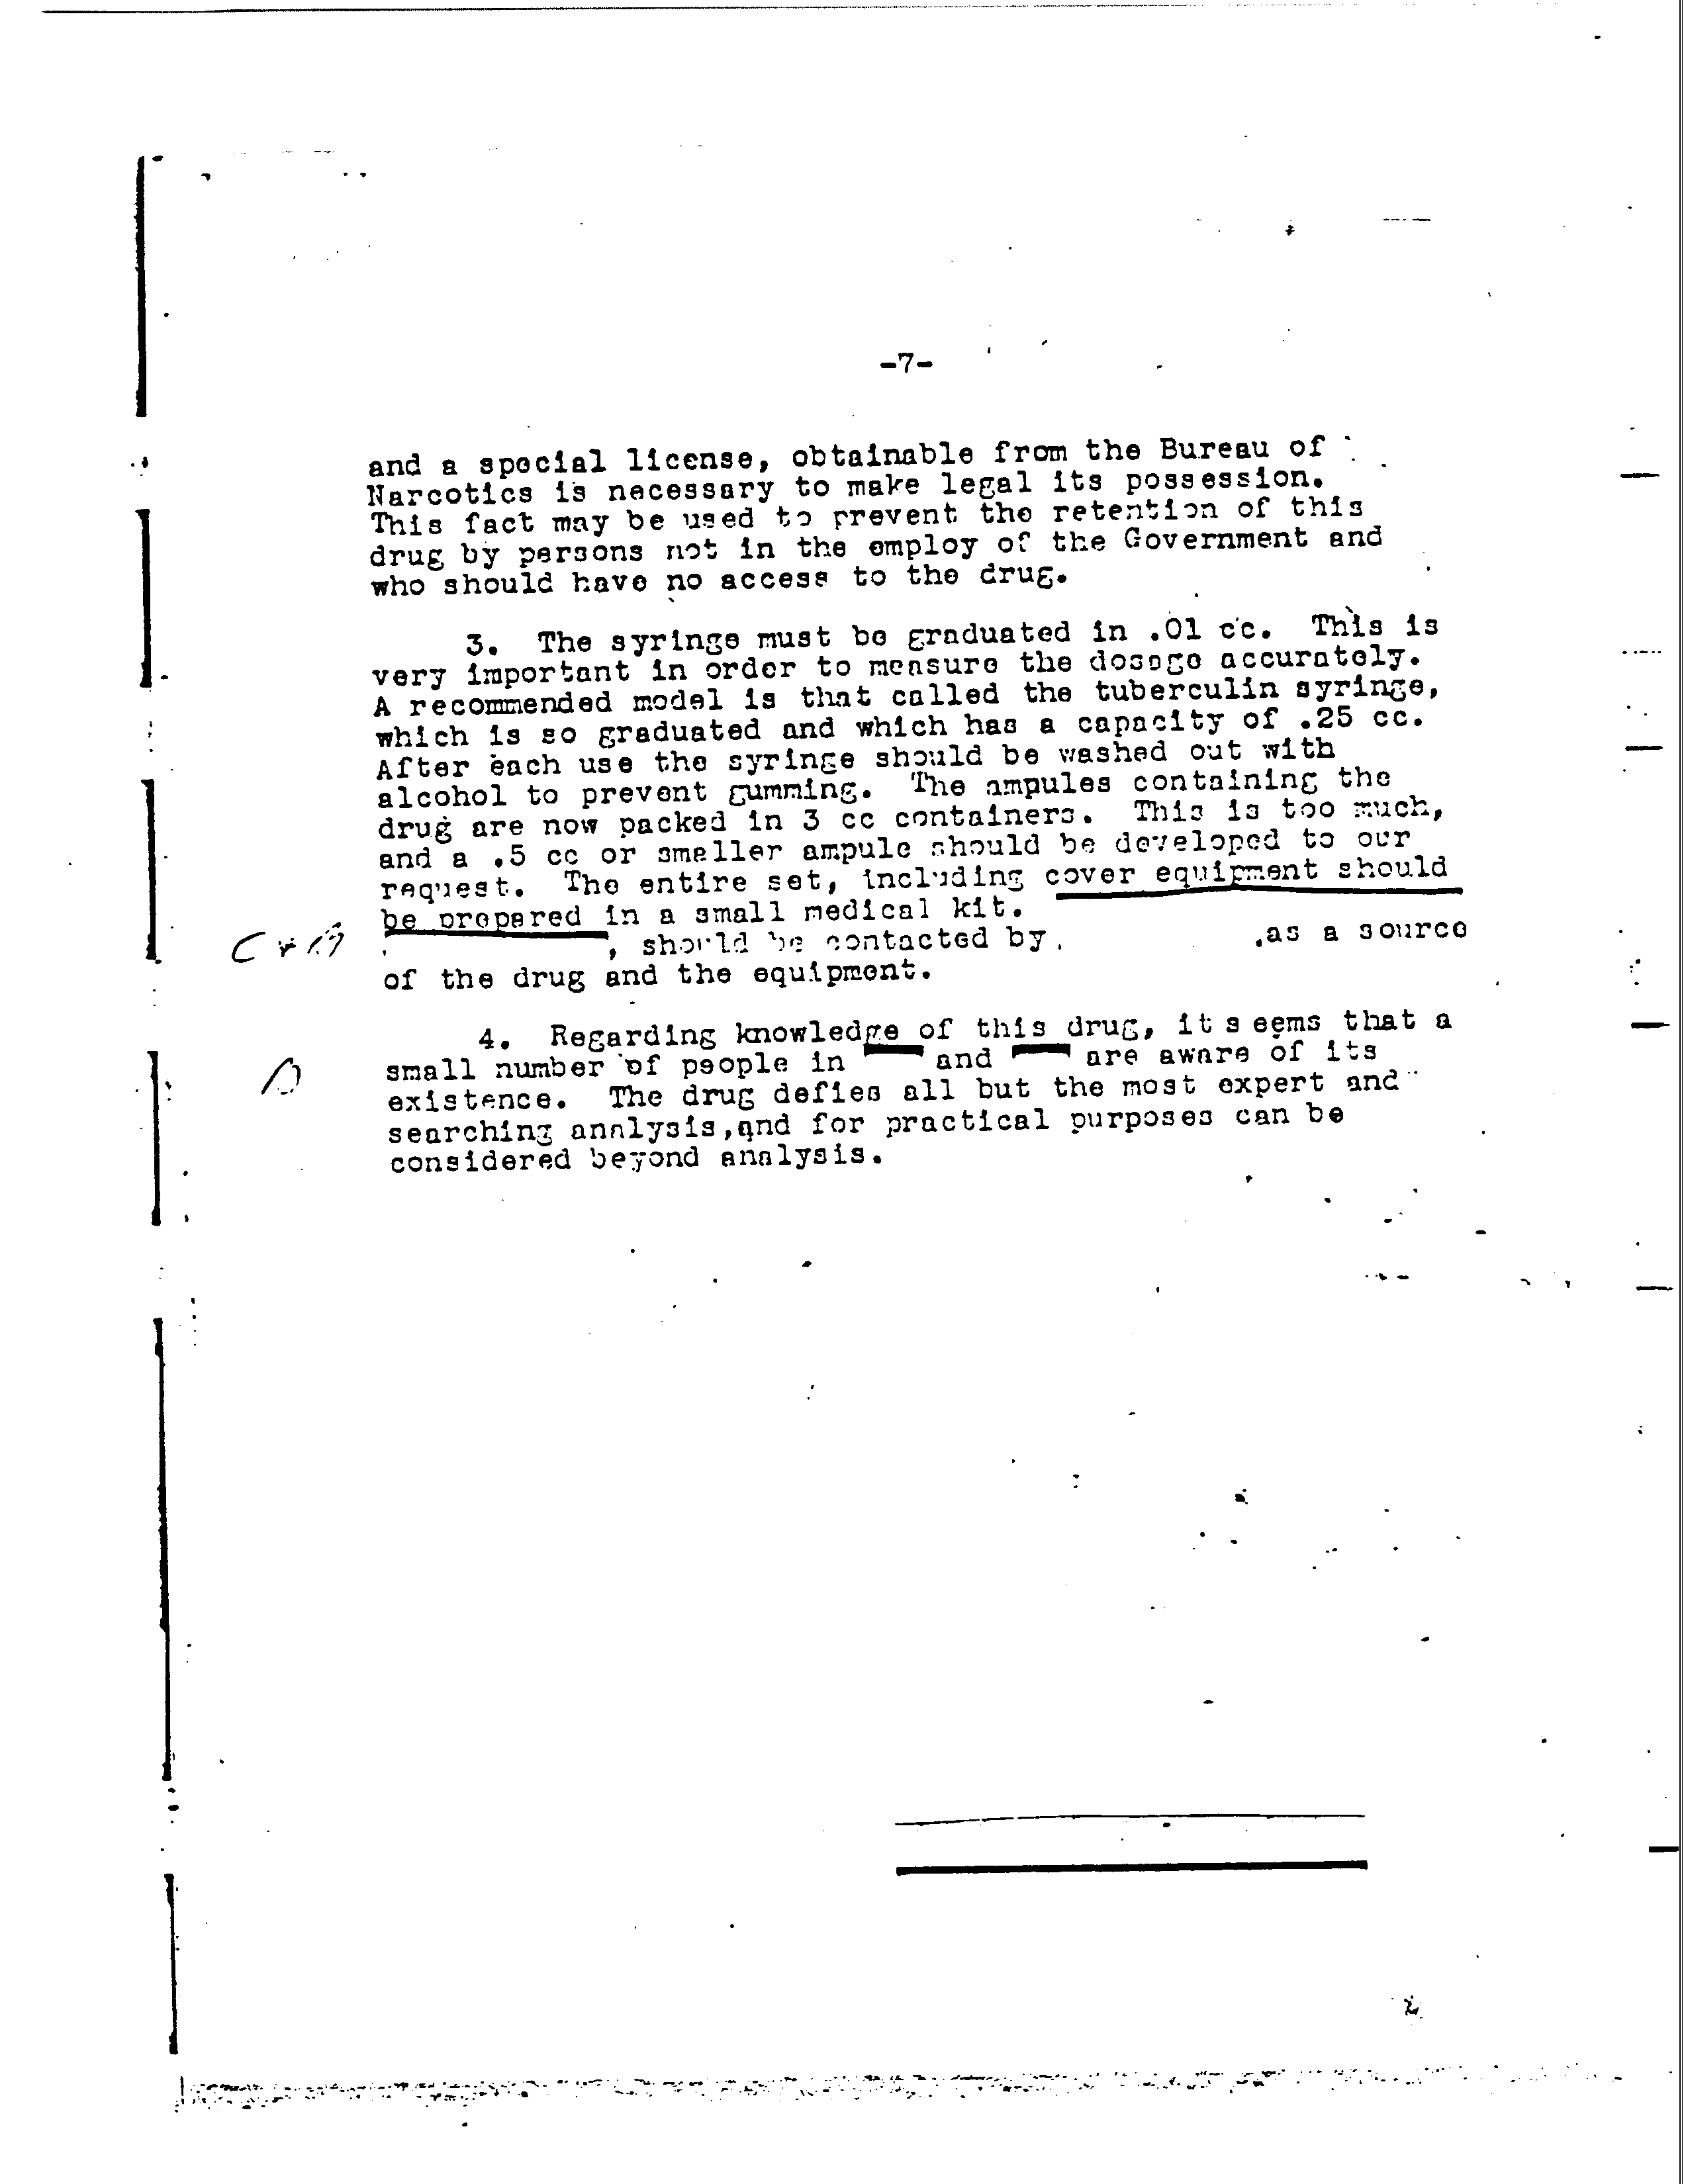 -7-
and a special license, obtainable from the Bureau of
Narcotics is necessary to make legal its possession.
This fact may be used to prevent the retention of this
drug by persons not in the employ of the Government and
who should have no access to the drug.
3. The syringe must be graduated in .01 cc. This is
very important in order to measure the dosage accurately.
A recommended model is that called the tuberculin syringe,
which is so graduated and which has a capacity of .25 cc.
After each use the syringe should be washed out with
alcohol to prevent gumming. The ampules containing the
drug are now packed in 3 cc containers. This is too much,
and a .5 cc or smaller ampule should be developed to our
request. The entire set, including cover equipment should
be prepared in a small medical kit.
, should be contacted by , as a source
of the drug and the equipment.
4. Regarding knowledge of this drug, it seems that a
small number of people in and are aware of its
existence. The drug defies all but the most expert and
searching analysis,and for practical purposes can be
considered beyond analysis.